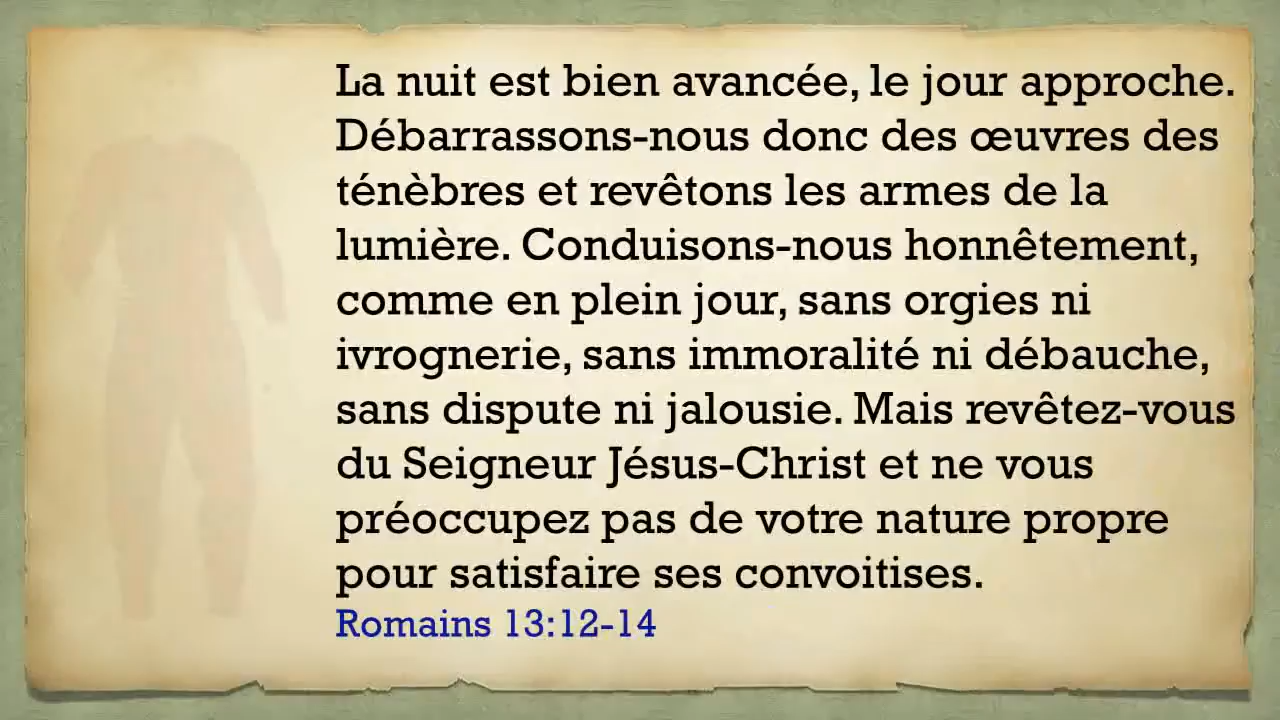 La nuit est bien avancée, le jour approche.
Débarrassons-nous donc des œuvres des
ténèbres et revêtons les armes de la
lumière. Conduisons-nous honnêtement,
comme en plein jour, sans orgies ni
ivrognerie, sans immoralité ni débauche,
sans dispute ni jalousie. Mais revêtez-vous
du Seigneur Jésus-Christ et ne vous
préoccupez pas de votre nature propre
pour satisfaire ses convoitises.
Romains 13:12-14